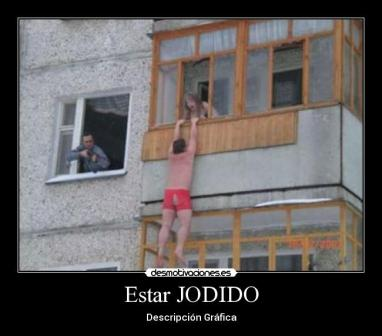 desmotivaciones.es
Estar JODIDO
Descripción Gráfica